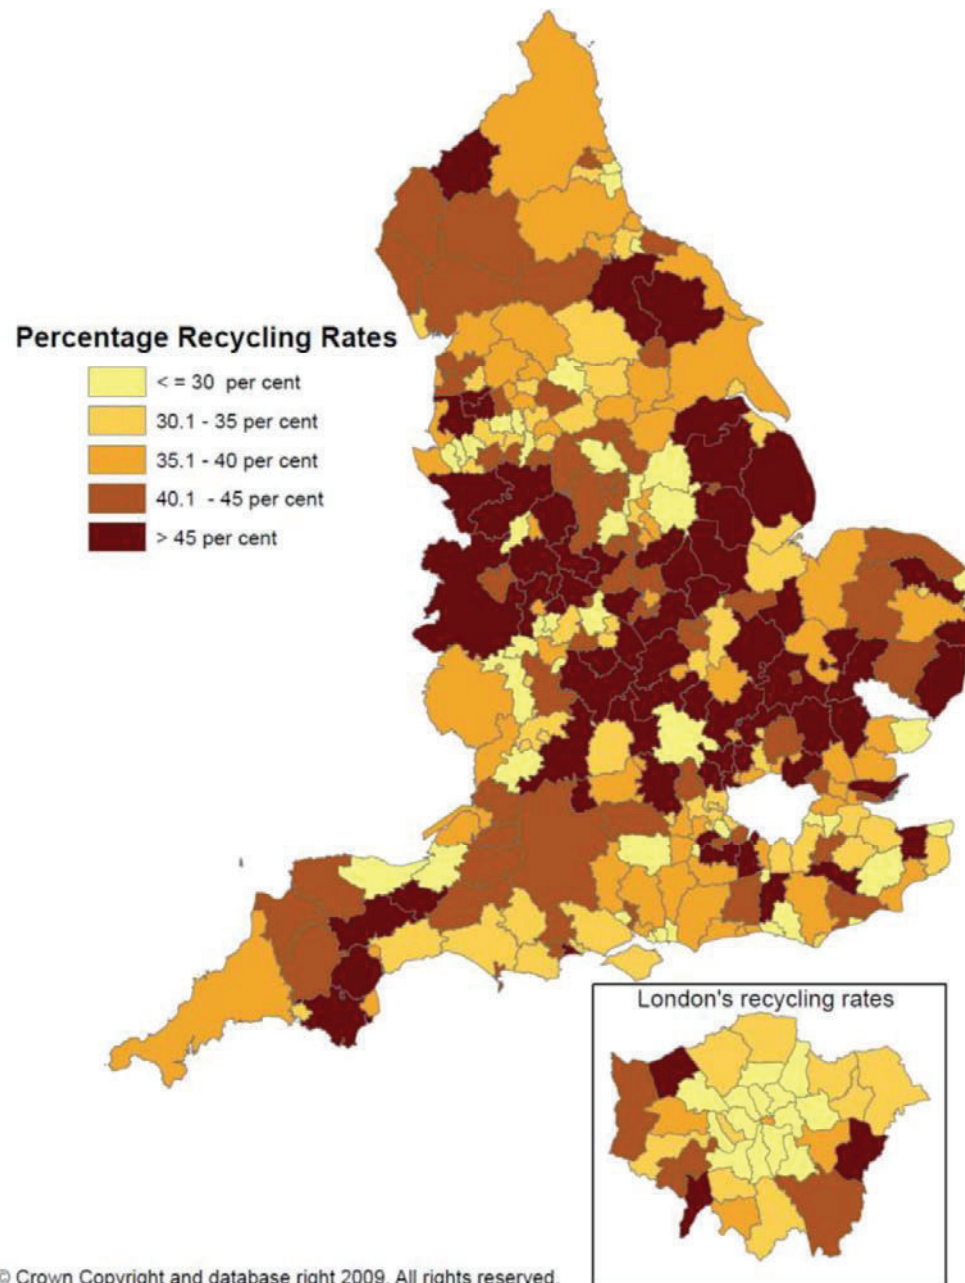 Percentage Recycling Rates
< = 30 per cent
30.1 - 35 per cent
35.1 - 40 per cent
40.1 - 45 per cent
> 45 per cent
London's recycling rates
© Crown Copyright and database right 2009. All rights reserved.